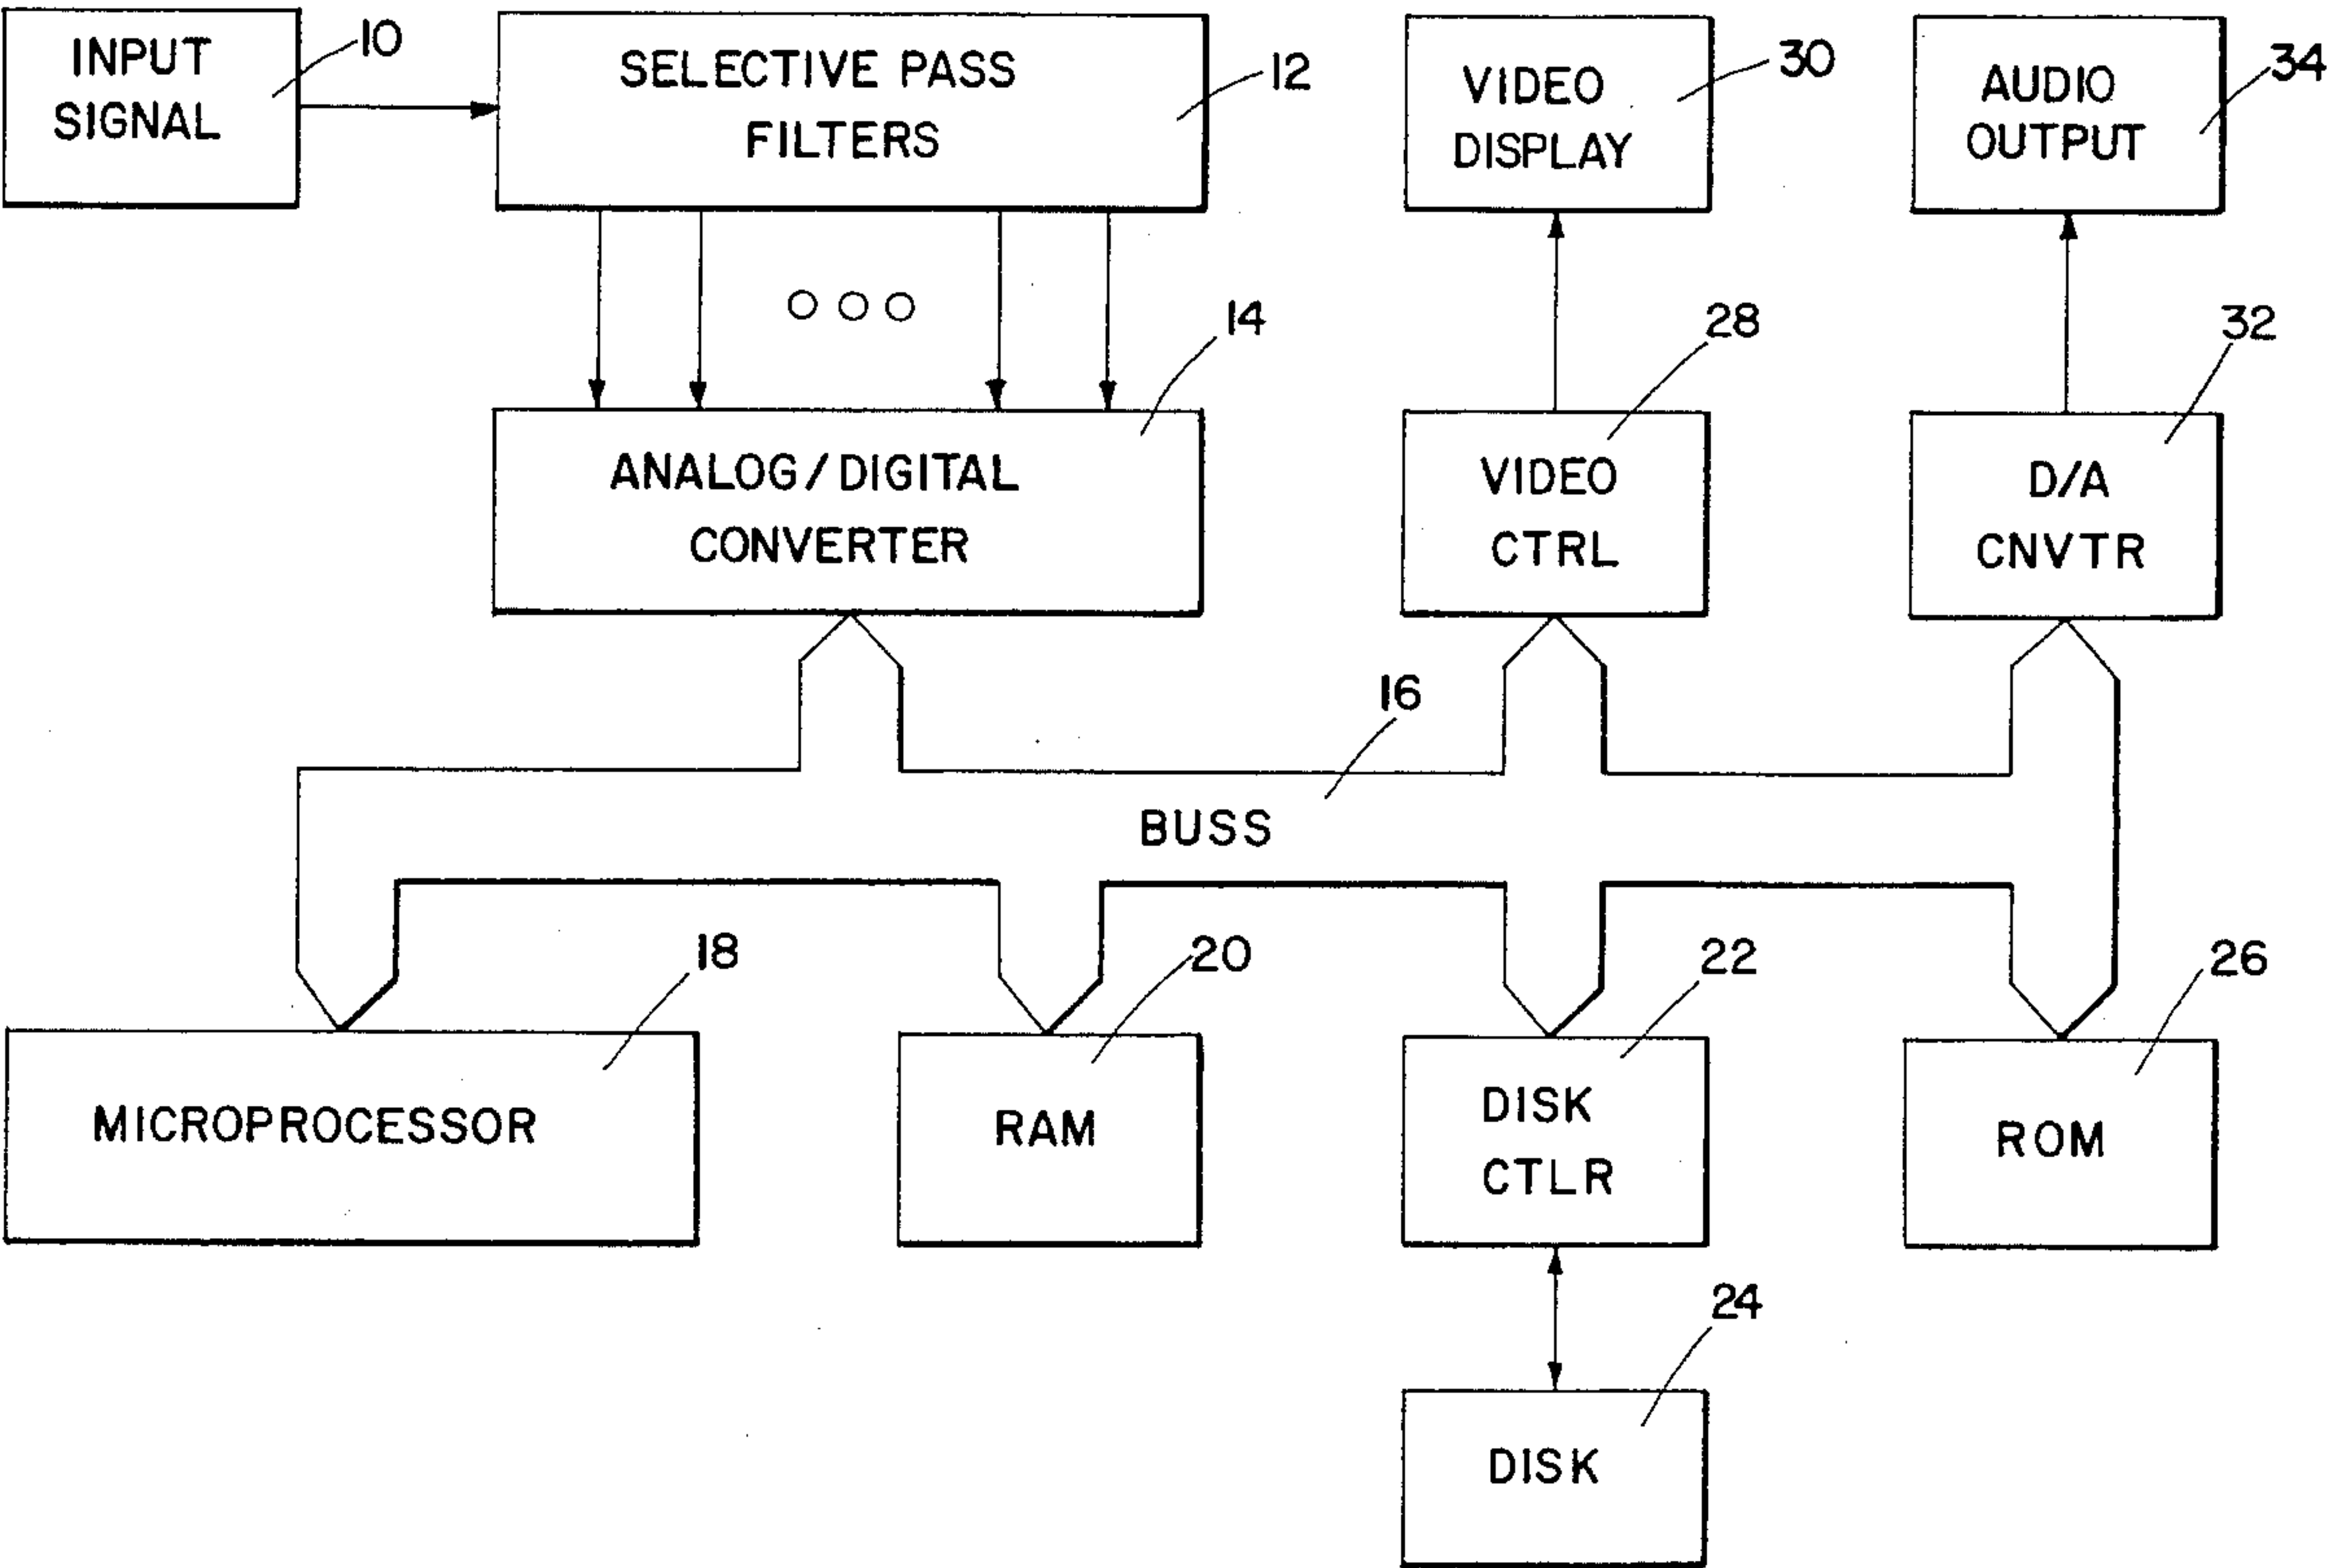 INPUT
SIGNAL
10
SELECTIVE PASS
FILTERS
12
VIDEO
DISPLAY
30
AUDIO
OUTPUT
34
ANALOG/DIGITAL
CONVERTER
14
VIDEO
CTRL
28
D/A
CNVTR
32
BUSS
16
MICROPROCESSOR
18
RAM
20
DISK
CTLR
22
ROM
26
DISK
24